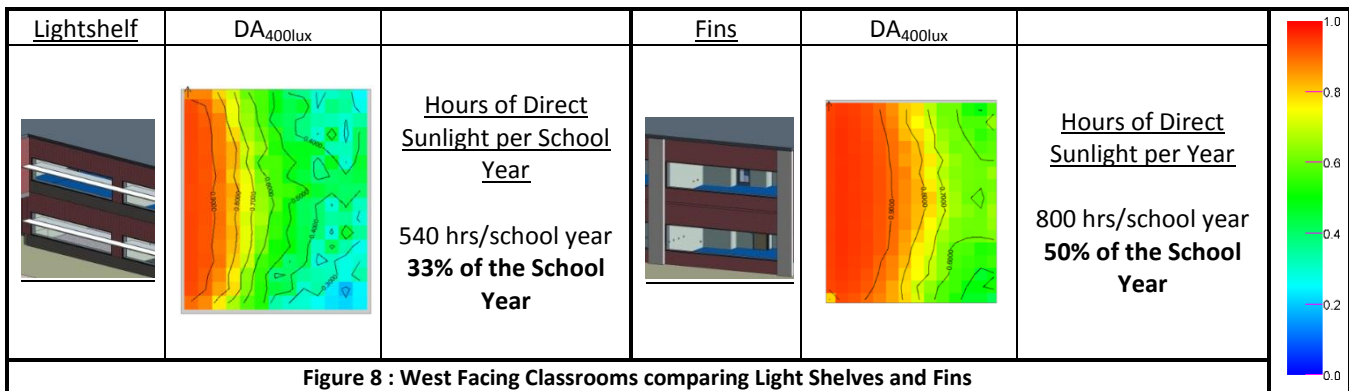 Lightshelf
DA400lux
Fins
DA400lux
Hours of Direct
Sunlight per School
Year
540 hrs/school year
33% of the School
Year
Hours of Direct
Sunlight per Year
800 hrs/school year
50% of the School
Year
1.0
0.8
0.6
0.4
0.2
0.0
Figure 8 : West Facing Classrooms comparing Light Shelves and Fins